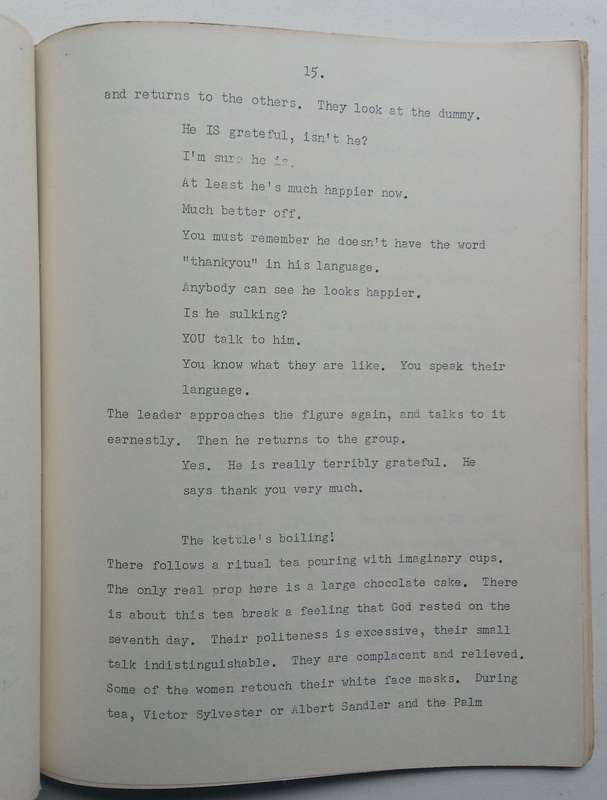 15.
and returns to the others. They look at the dummy.
He IS grateful, isn't he?
I'm sure he is.
At least he's much happier now.
Much better off.
You must remember he doesn't have the word
"thankyou" in his language.
Anybody can see he looks happier.
Is he sulking?
YOU talk to him.
You know what they are like. You speak their
language.
The leader approaches the figure again, and talks to it
earnestly. Then he returns to the group.
Yes. He is really terribly grateful. He
says thank you very much.
The kettle's boiling!
There follows a ritual tea pouring with imaginary cups.
The only real prop here is a large chocolate cake. There
is about this tea break a feeling that God rested on the
seventh day. Their politeness is excessive, their small
talk indistinguishable. They are complacent and relieved.
Some of the women retouch their white face masks. During
tea, Victor Sylvester or Albert Sandler and the Palm